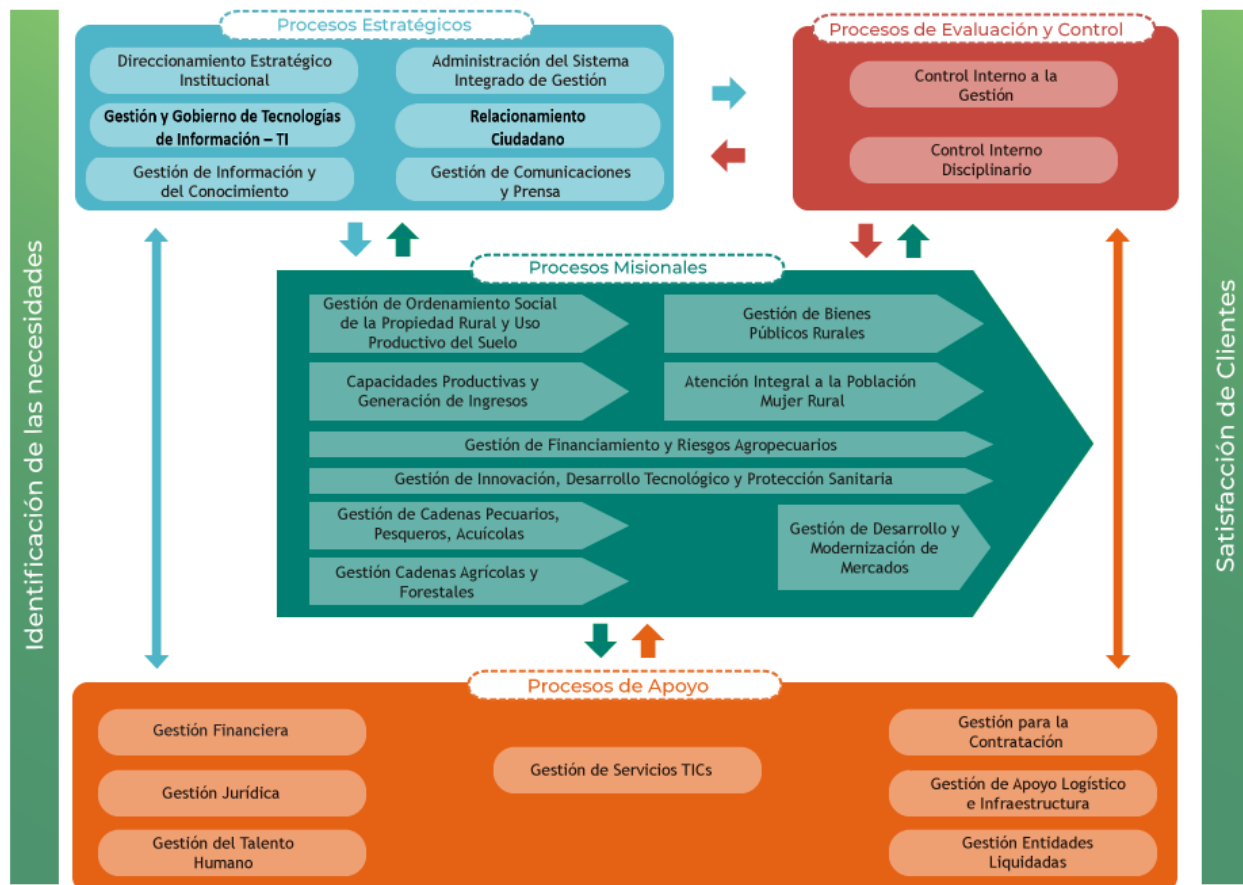 Identificación de las necesidades
Procesos Estratégicos
Direccionamiento Estratégico
Institucional
Administración del Sistema
Integrado de Gestión
Gestión y Gobierno de Tecnologías
de Información – TI
Relacionamiento
Ciudadano
Gestión de Información y
del Conocimiento
Gestión de Comunicaciones
y Prensa
Procesos de Evaluación y Control
Control Interno a la
Gestión
Control Interno
Disciplinario
Procesos Misionales
Gestión de Ordenamiento Social
de la Propiedad Rural y Uso
Productivo del Suelo
Gestión de Bienes
Públicos Rurales
Capacidades Productivas y
Generación de Ingresos
Atención Integral a la Población
Mujer Rural
Gestión de Financiamiento y Riesgos Agropecuarios
Gestión de Innovación, Desarrollo Tecnológico y Protección Sanitaria
Gestión de Cadenas Pecuarios,
Pesqueros, Acuícolas
Gestión Cadenas Agrícolas y
Forestales
Gestión de Desarrollo y
Modernización de
Mercados
Procesos de Apoyo
Gestión Financiera
Gestión Jurídica
Gestión del Talento
Humano
Gestión de Servicios TICs
Gestión para la
Contratación
Gestión de Apoyo Logístico
e Infraestructura
Gestión Entidades
Liquidadas
Satisfacción de Clientes